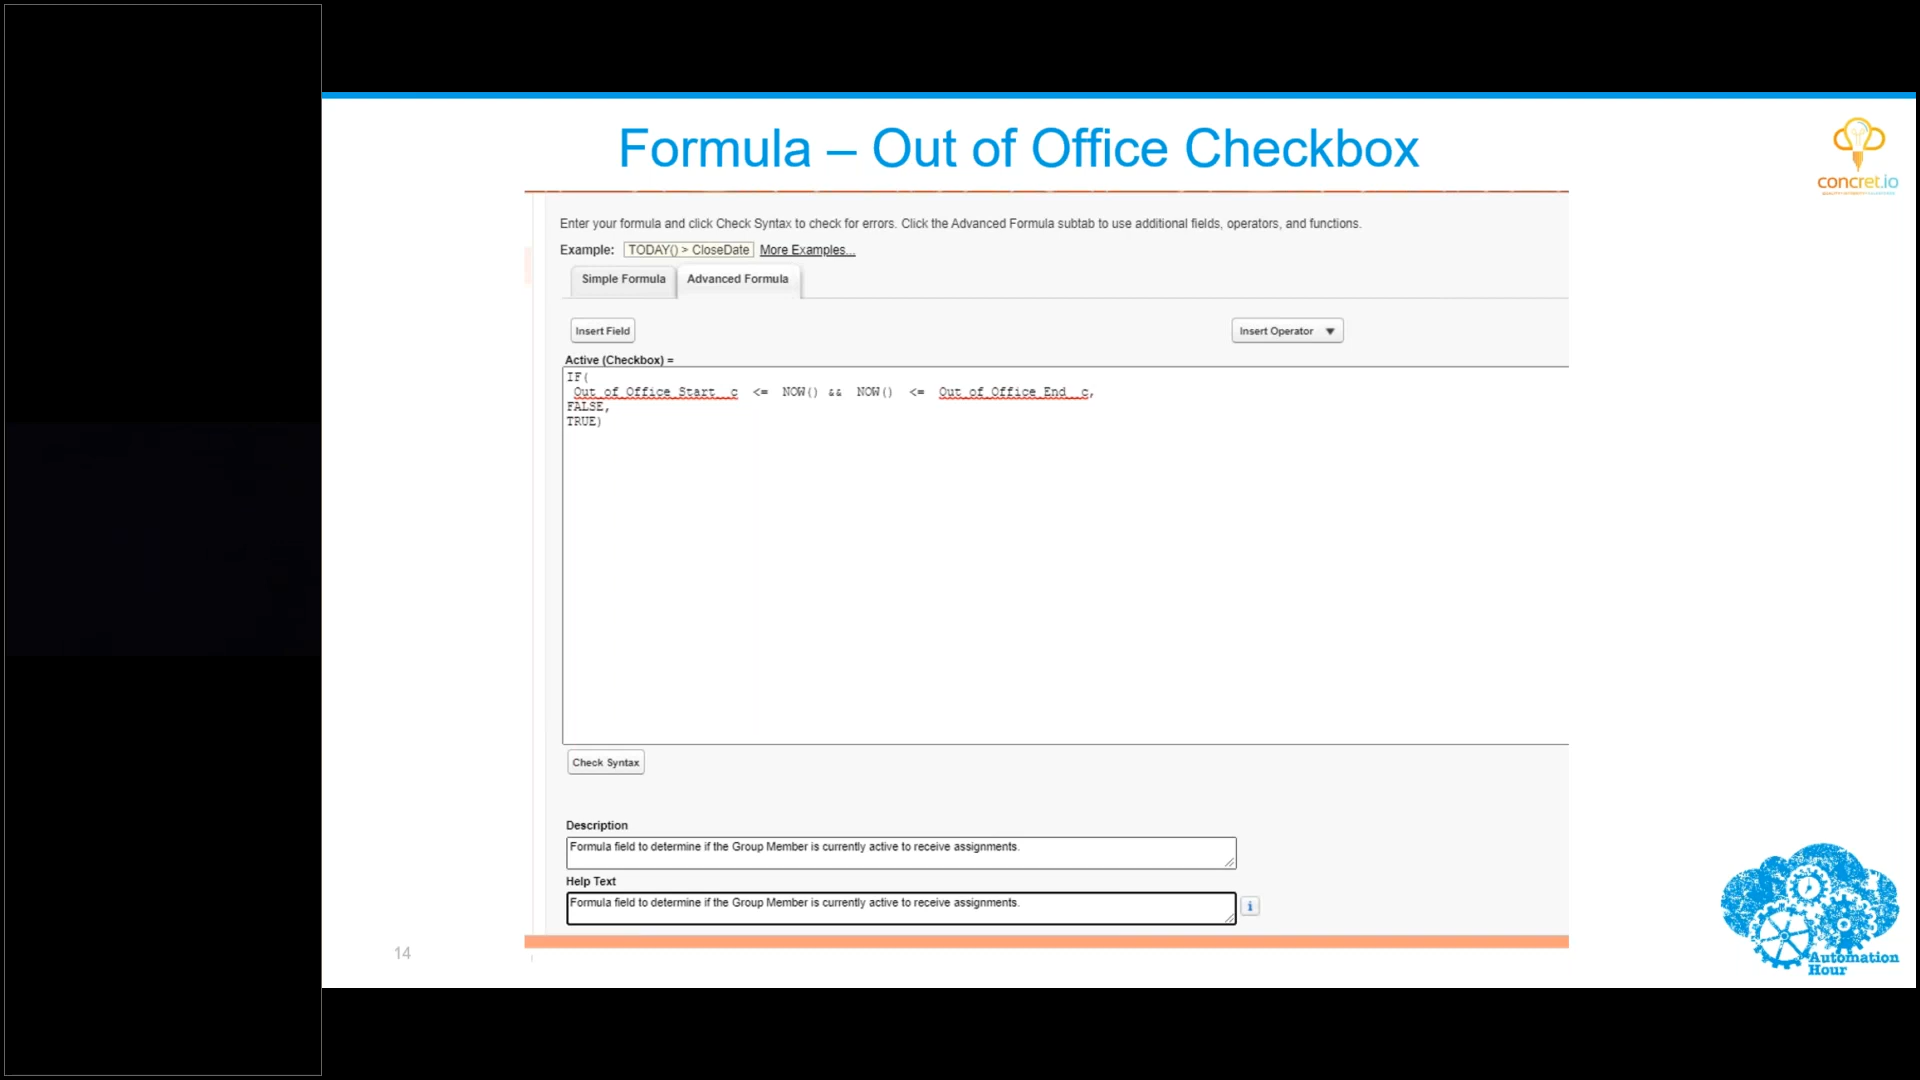 Formula – Out of Office Checkbox
concret.io
Enter your formula and click Check Syntax to check for errors. Click the Advanced Formula subtab to use additional fields, operators, and functions.
Example: TODAY() > CloseDate More Examples...
Simple Formula Advanced Formula
Insert Field Insert Operator
Active (Checkbox) =
IF(
Out_of_Office_Start__c <= NOW() && NOW() <= Out_of_Office_End__c,
FALSE,
TRUE)
Check Syntax
Description
Formula field to determine if the Group Member is currently active to receive assignments.
Help Text
Formula field to determine if the Group Member is currently active to receive assignments.
i
14
Automation
Hour